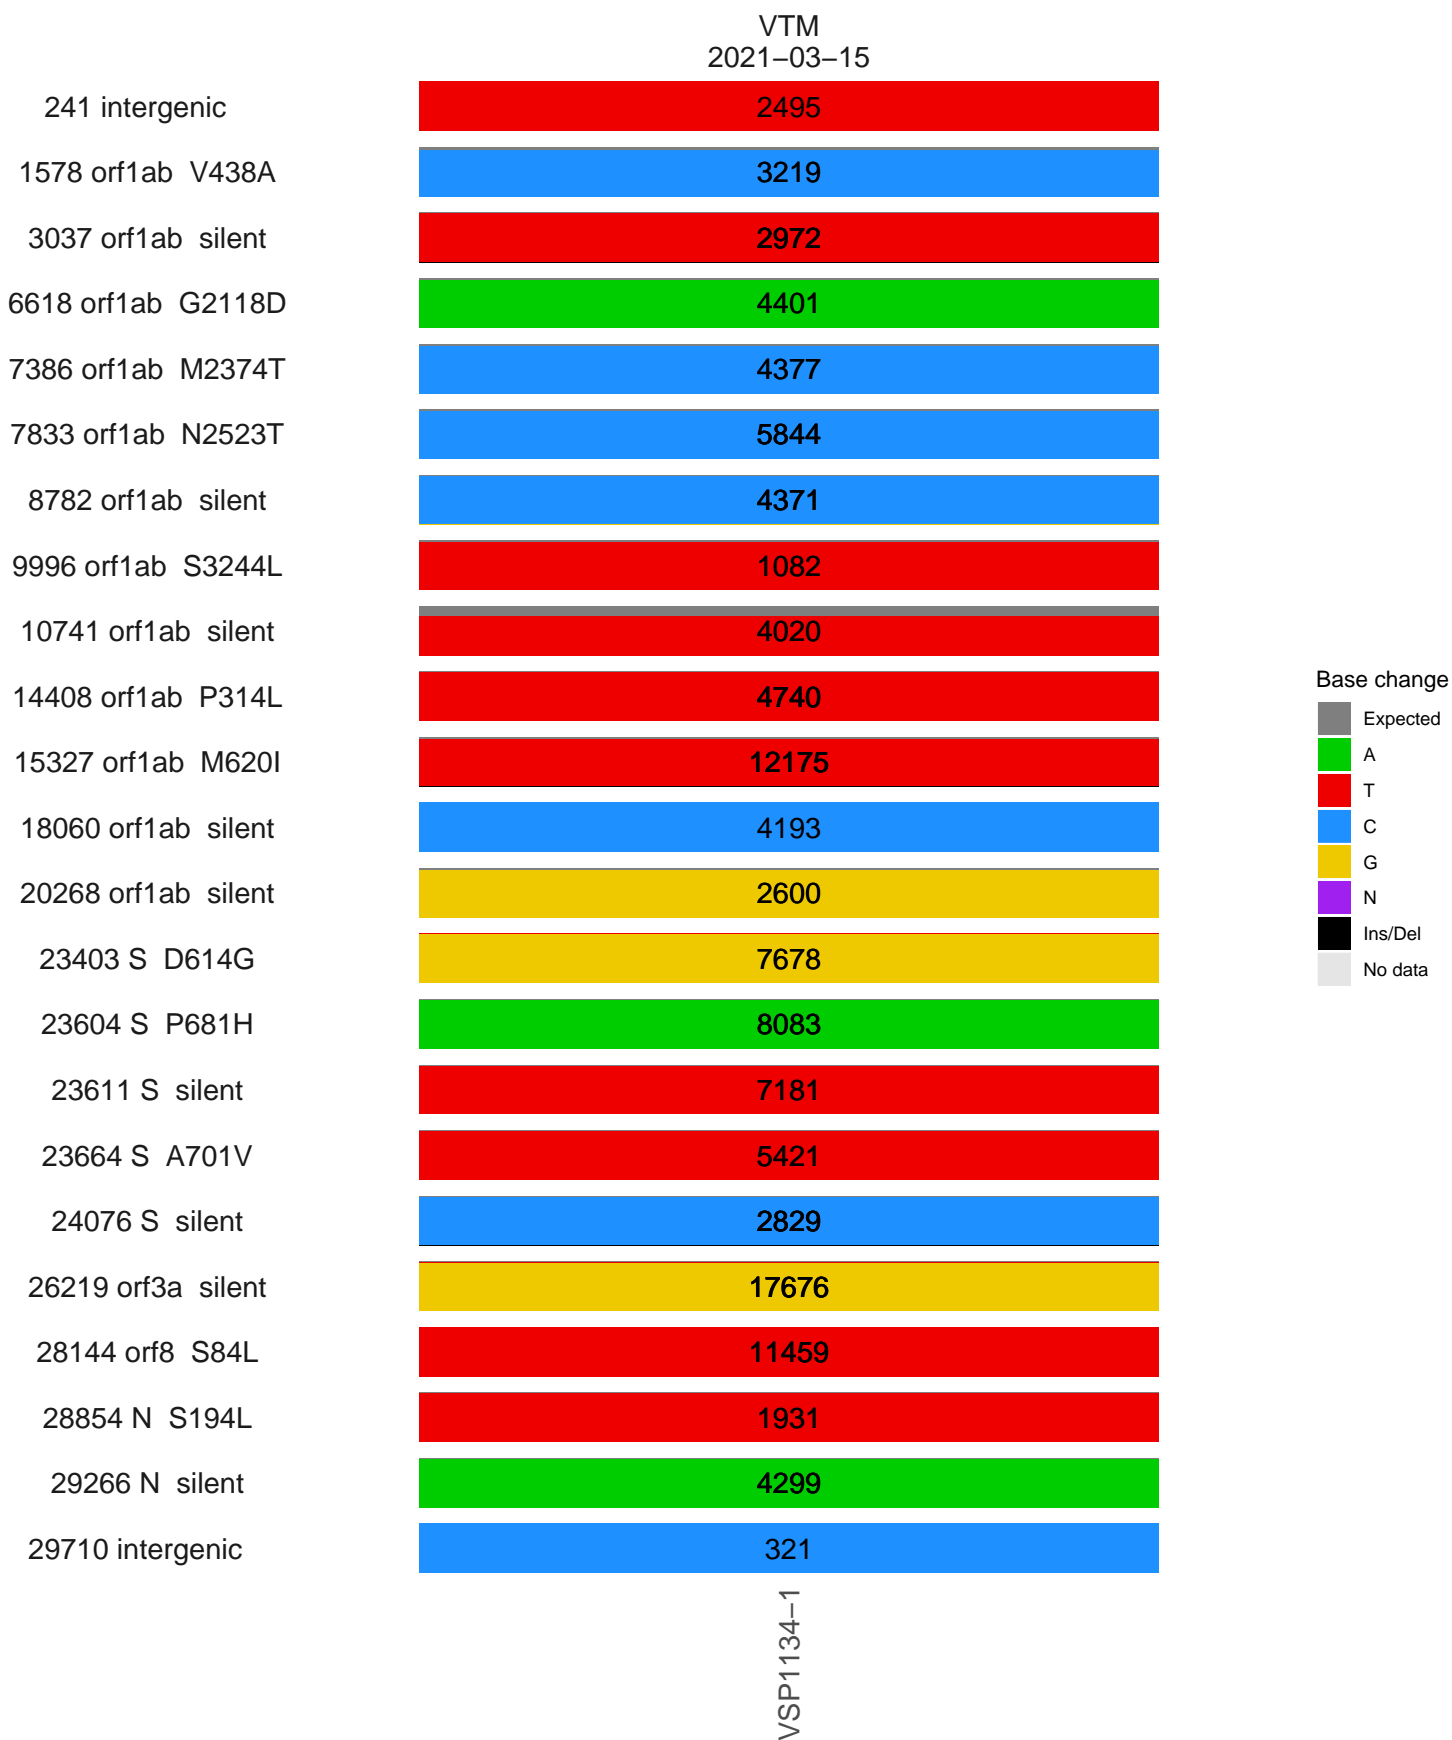 VTM
2021−03−15
241 intergenic 2495
1578 orf1ab V438A 3219
3037 orf1ab silent 2972
6618 orf1ab G2118D 4401
7386 orf1ab M2374T 4377
7833 orf1ab N2523T 5844
8782 orf1ab silent 4371
9996 orf1ab S3244L 1082
10741 orf1ab silent 4020
14408 orf1ab P314L 4740
15327 orf1ab M620I 12175
18060 orf1ab silent 4193
20268 orf1ab silent 2600
23403 S D614G 7678
23604 S P681H 8083
23611 S silent 7181
23664 S A701V 5421
24076 S silent 2829
26219 orf3a silent 17676
28144 orf8 S84L 11459
28854 N S194L 1931
29266 N silent 4299
29710 intergenic 321
VSP1134−1
Base change
Expected
A
T
C
G
N
Ins/Del
No data